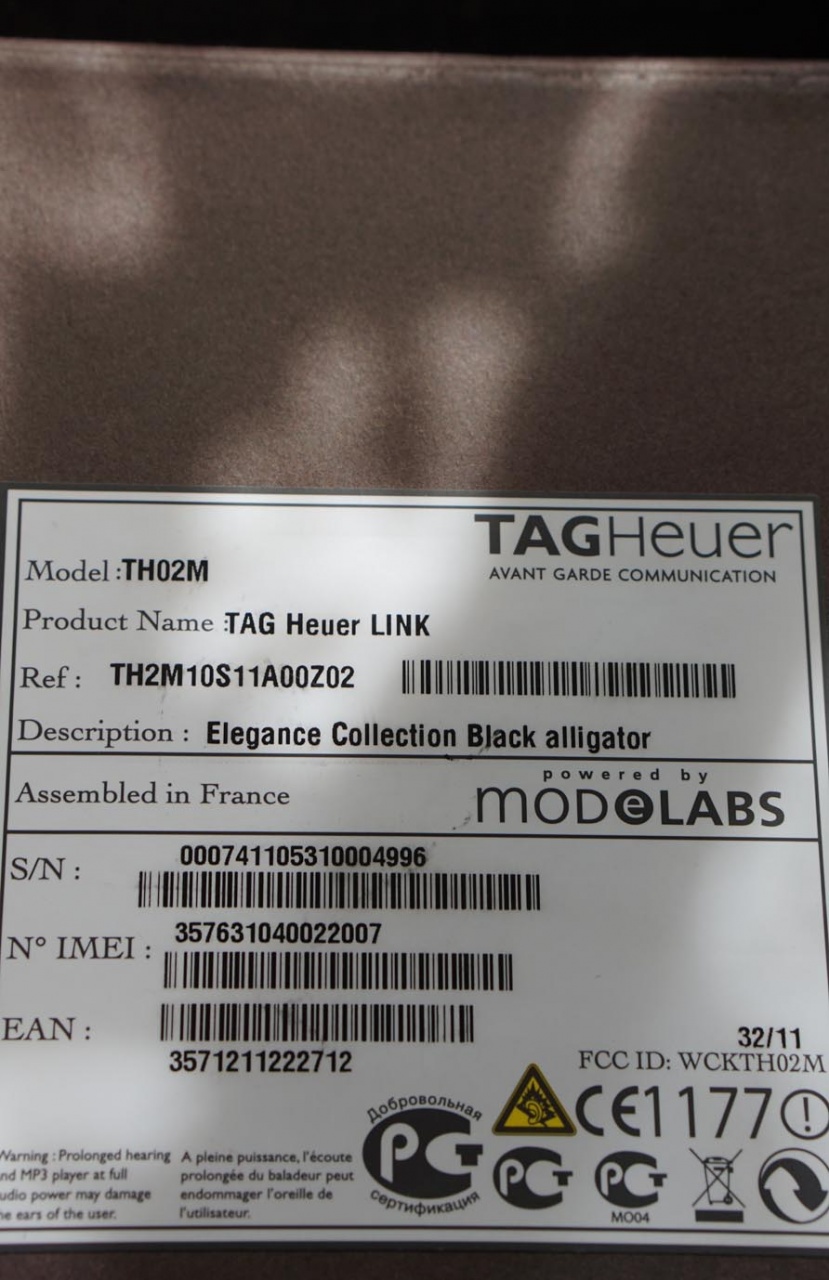 TAGHeuer
AVANT GARDE COMMUNICATION
Model :TH02M
Product Name :TAG Heuer LINK
Ref : TH2M10S11A00Z02
Description : Elegance Collection Black alligator
Assembled in France
powered by
MODeLABS
S/N : 000741105310004996
N° IMEI : 357631040022007
EAN :
3571211222712
32/11
FCC ID: WCKTH02M
CE1177
Добровольная
РСТ
сертификация
РСТ
РСТ
MO04
Warning : Prolonged hearing
nd MP3 player at full
udio power may damage
he ears of the user.
A pleine puissance, l'écoute
prolongée du baladeur peut
endommager l'oreille de
l'utilisateur.